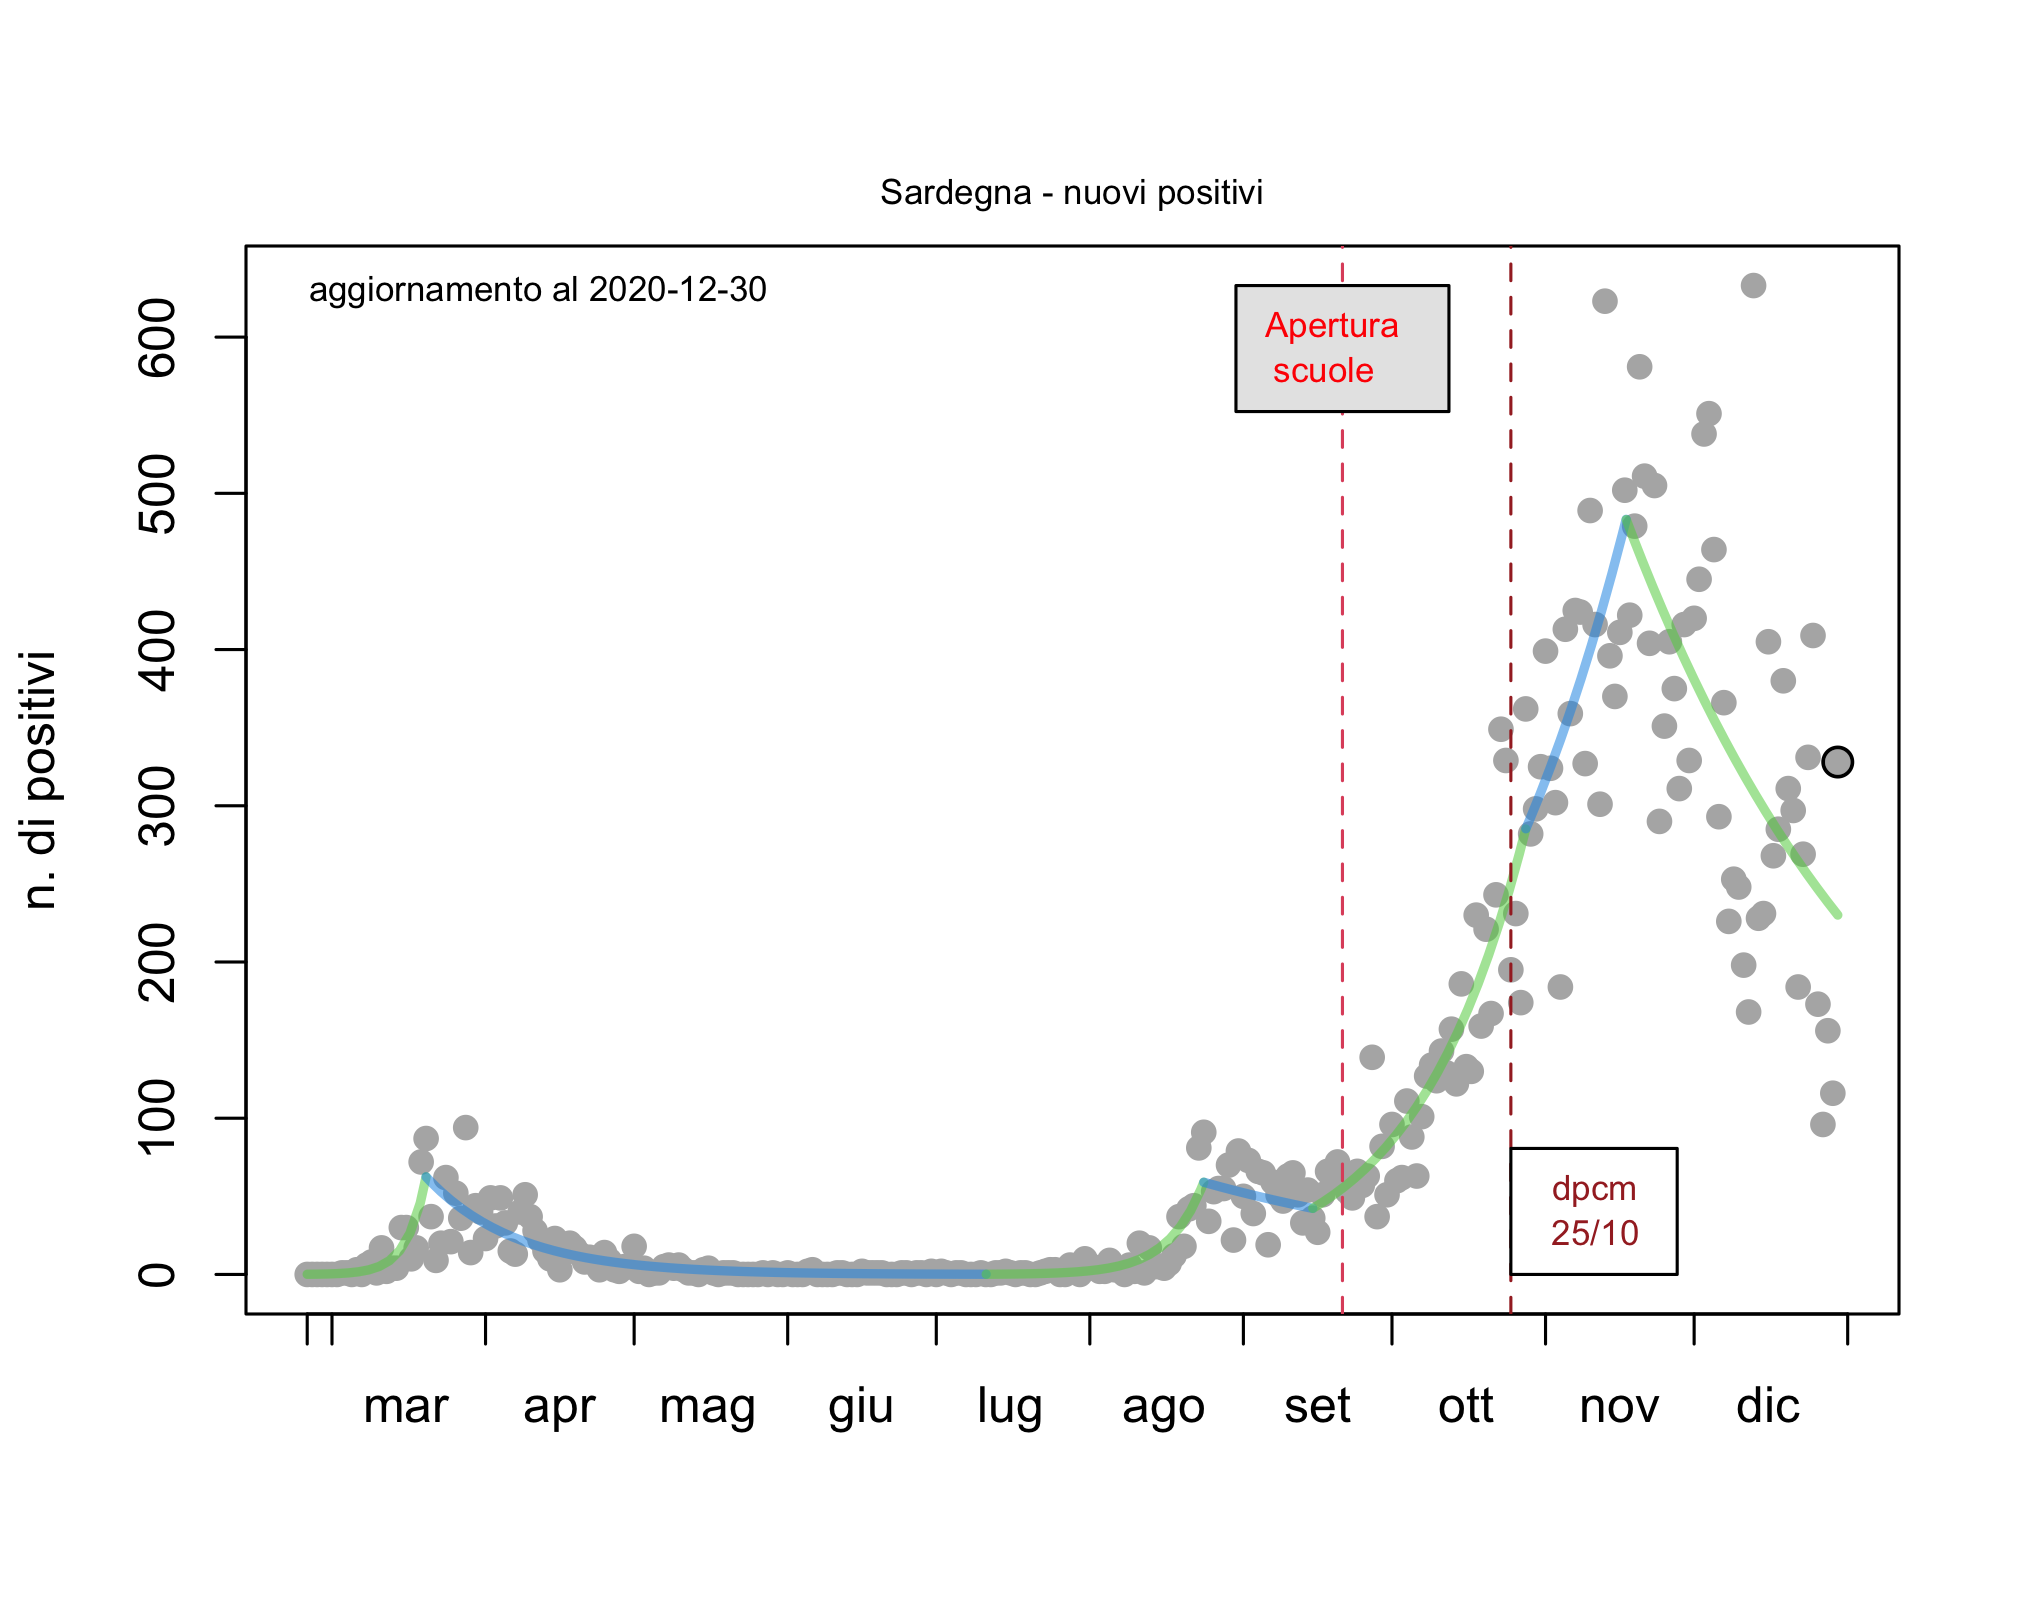 Sardegna - nuovi positivi
aggiornamento al 2020-12-30
Apertura
scuole
dpcm
25/10
n. di positivi
600
500
400
300
200
100
0
mar apr mag giu lug ago set ott nov dic